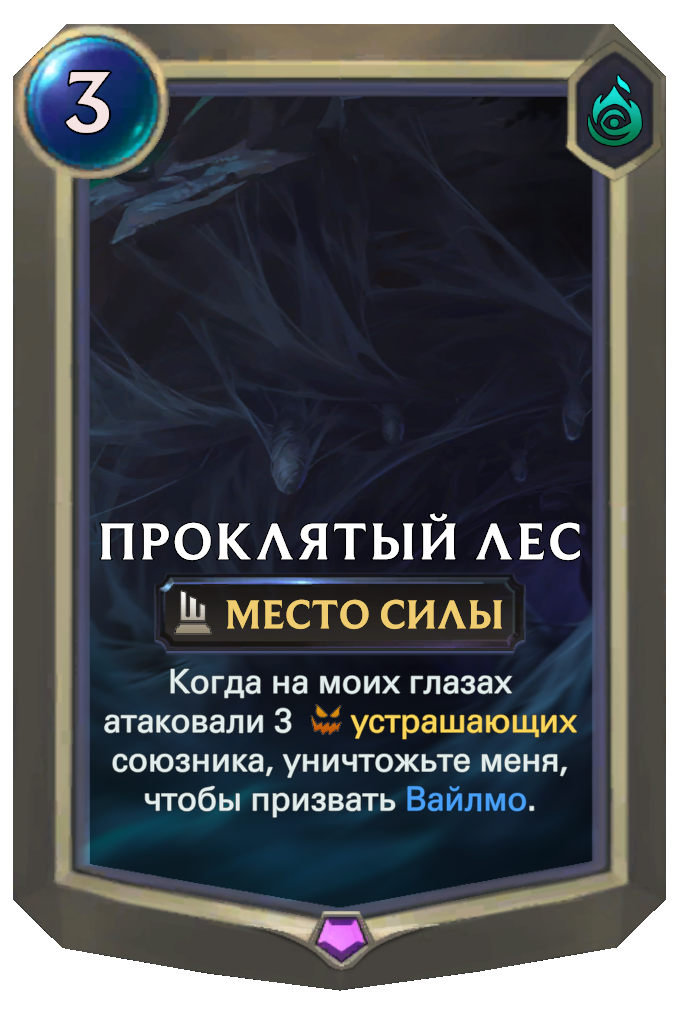 3
ПРОКЛЯТЫЙ ЛЕС
МЕСТО СИЛЫ
Когда на моих глазах
атаковали 3 устрашающих
союзника, уничтожьте меня,
чтобы призвать Вайлмо.